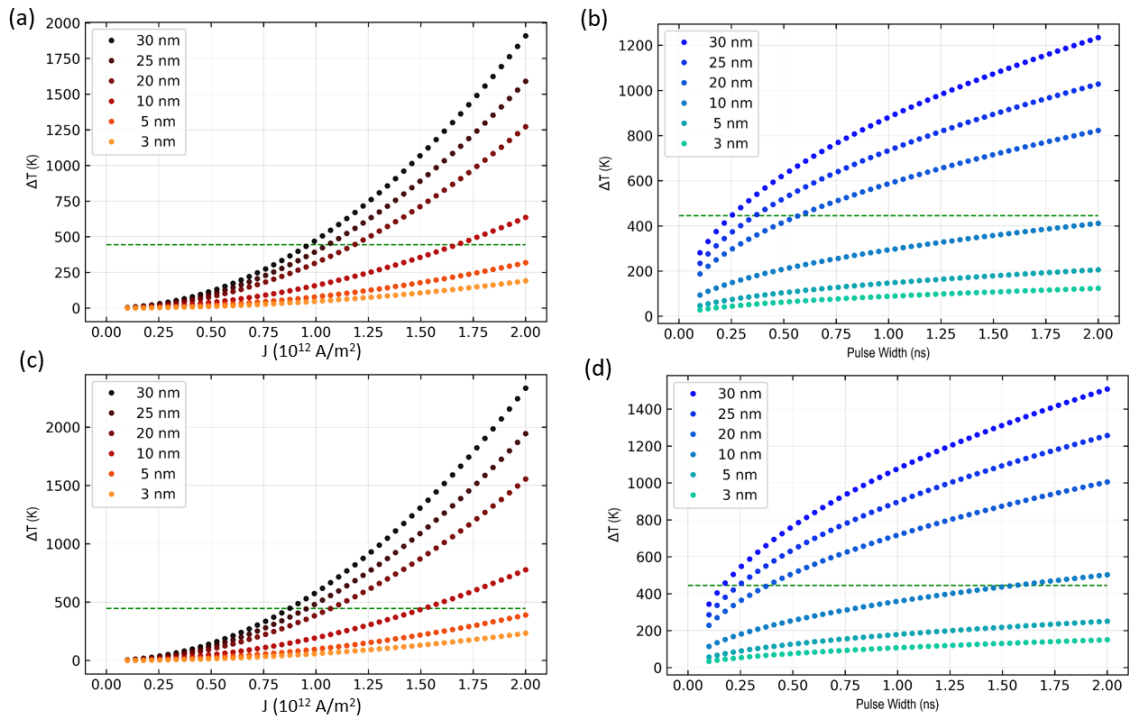 (a)
2000
1750
1500
1250
1000
750
500
250
0
ΔT (K)
30 nm
25 nm
20 nm
10 nm
5 nm
3 nm
0.00 0.25 0.50 0.75 1.00 1.25 1.50 1.75 2.00
J (10¹² A/m²)
(b)
1200
1000
800
600
400
200
0
ΔT (K)
30 nm
25 nm
20 nm
10 nm
5 nm
3 nm
0.00 0.25 0.50 0.75 1.00 1.25 1.50 1.75 2.00
Pulse Width (ns)
(c)
2000
1500
1000
500
0
ΔT (K)
30 nm
25 nm
20 nm
10 nm
5 nm
3 nm
0.00 0.25 0.50 0.75 1.00 1.25 1.50 1.75 2.00
J (10¹² A/m²)
(d)
1400
1200
1000
800
600
400
200
0
ΔT (K)
30 nm
25 nm
20 nm
10 nm
5 nm
3 nm
0.00 0.25 0.50 0.75 1.00 1.25 1.50 1.75 2.00
Pulse Width (ns)